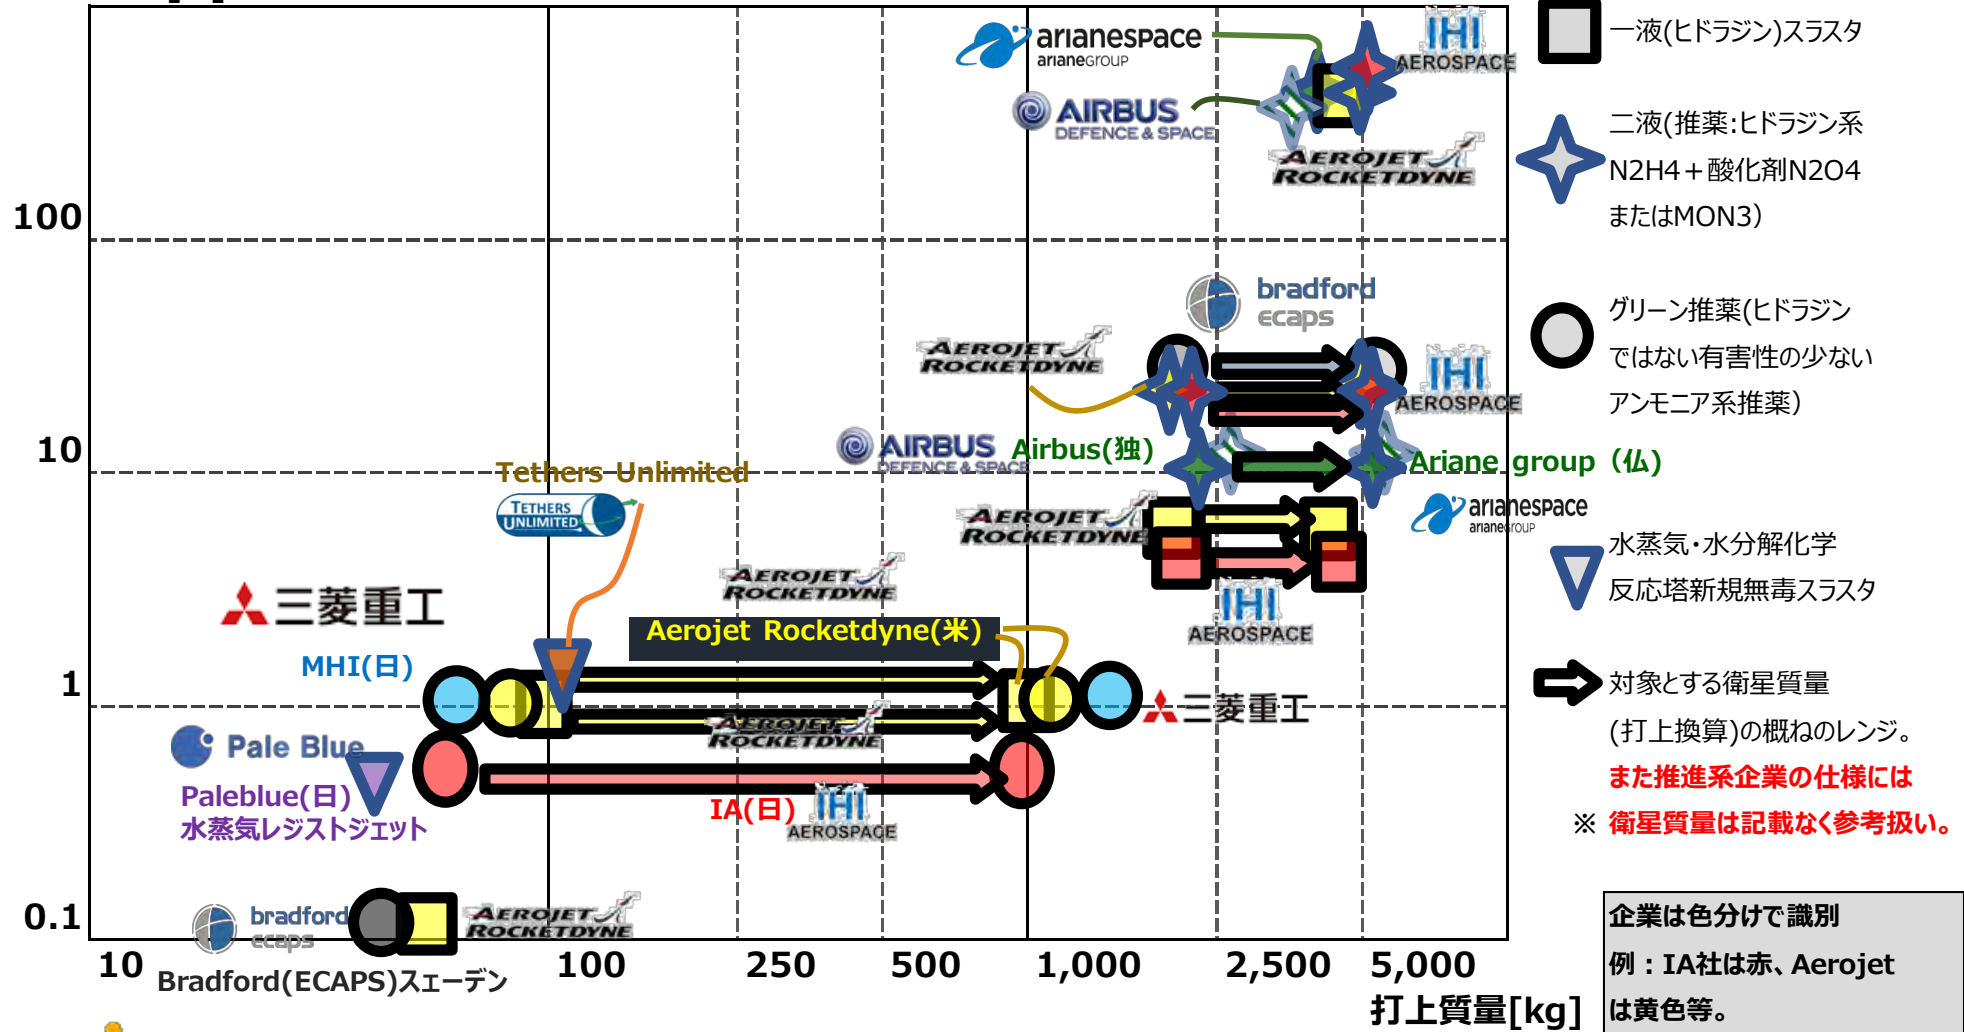 arianespace
arianeGROUP
IHI
AEROSPACE
AIRBUS
DEFENCE & SPACE
AEROJET
ROCKETDYNE
100
bradford
ecaps
AEROJET
ROCKETDYNE
IHI
AEROSPACE
10
AIRBUS
DEFENCE & SPACE
Airbus(独)
Ariane group（仏)
Tethers Unlimited
TETHERS
UNLIMITED
AEROJET
ROCKETDYNE
arianespace
arianeGROUP
三菱重工
AEROJET
ROCKETDYNE
IHI
AEROSPACE
Aerojet Rocketdyne(米)
MHI(日)
1
三菱重工
Pale Blue
AEROJET
ROCKETDYNE
Paleblue(日)
水蒸気レジストジェット
IA(日)
IHI
AEROSPACE
0.1
bradford
ecaps
AEROJET
ROCKETDYNE
Bradford(ECAPS)スェーデン
10
100
250
500
1,000
2,500
5,000
打上質量[kg]
一液(ヒドラジン)スラスタ
二液(推薬:ヒドラジン系
N2H4＋酸化剤N2O4
またはMON3）
グリーン推薬(ヒドラジン
ではない有害性の少ない
アンモニア系推薬）
水蒸気・水分解化学
反応塔新規無毒スラスタ
対象とする衛星質量
(打上換算)の概ねのレンジ。
また推進系企業の仕様には
※ 衛星質量は記載なく参考扱い。
企業は色分けで識別
例：IA社は赤、Aerojet
は黄色等。